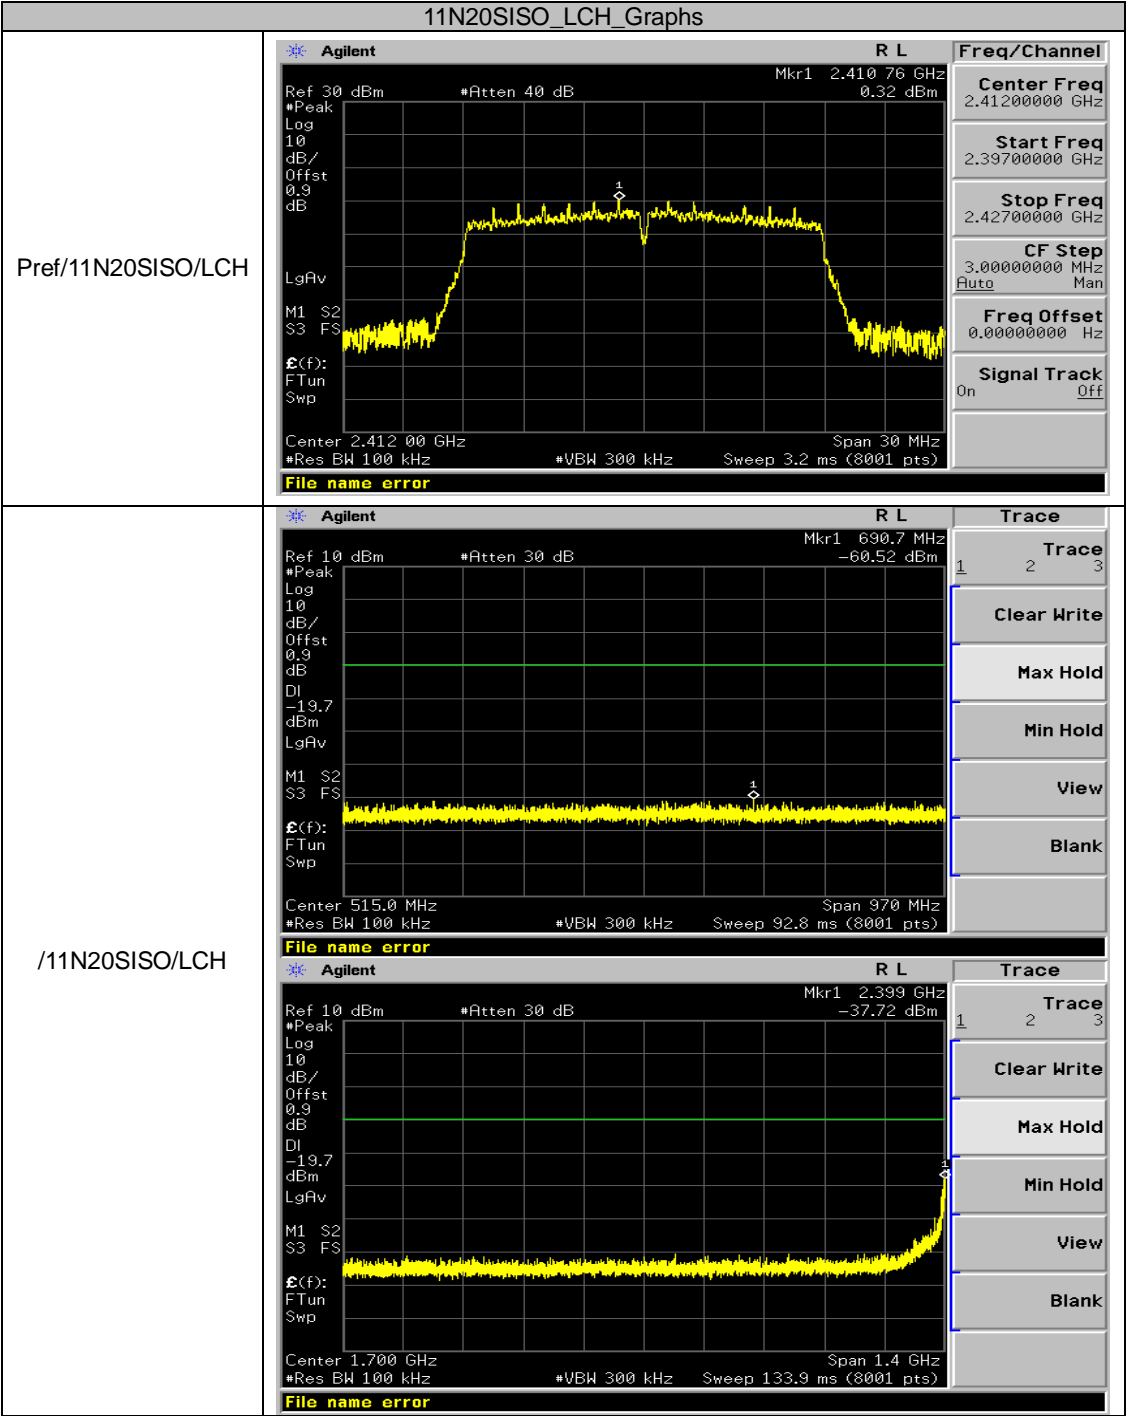 11N20SISO_LCH_Graphs
Pref/11N20SISO/LCH
Agilent R L Freq/Channel
Mkr1 2.410 76 GHz
Ref 30 dBm #Atten 40 dB 0.32 dBm
#Peak
Log
10
dB/
Offst
0.9
dB
LgAv
M1 S2
S3 FS
£(f):
FTun
Swp
1
Center 2.412 00 GHz Span 30 MHz
#Res BW 100 kHz #VBW 300 kHz Sweep 3.2 ms (8001 pts)
File name error
Center Freq
2.41200000 GHz
Start Freq
2.39700000 GHz
Stop Freq
2.42700000 GHz
CF Step
3.00000000 MHz
Auto Man
Freq Offset
0.00000000 Hz
Signal Track
On Off
/11N20SISO/LCH
Agilent R L Trace
Mkr1 690.7 MHz
Ref 10 dBm #Atten 30 dB -60.52 dBm
#Peak
Log
10
dB/
Offst
0.9
dB
DI
-19.7
dBm
LgAv
M1 S2
S3 FS
£(f):
FTun
Swp
1
Center 515.0 MHz Span 970 MHz
#Res BW 100 kHz #VBW 300 kHz Sweep 92.8 ms (8001 pts)
File name error
Trace
1 2 3
Clear Write
Max Hold
Min Hold
View
Blank
Agilent R L Trace
Mkr1 2.399 GHz
Ref 10 dBm #Atten 30 dB -37.72 dBm
#Peak
Log
10
dB/
Offst
0.9
dB
DI
-19.7
dBm
LgAv
M1 S2
S3 FS
£(f):
FTun
Swp
1
Center 1.700 GHz Span 1.4 GHz
#Res BW 100 kHz #VBW 300 kHz Sweep 133.9 ms (8001 pts)
File name error
Trace
1 2 3
Clear Write
Max Hold
Min Hold
View
Blank